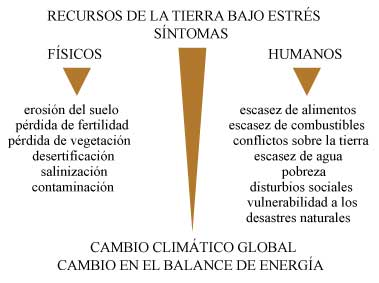 RECURSOS DE LA TIERRA BAJO ESTRÉS
SÍNTOMAS
FÍSICOS
erosión del suelo
pérdida de fertilidad
pérdida de vegetación
desertificación
salinización
contaminación
HUMANOS
escasez de alimentos
escasez de combustibles
conflictos sobre la tierra
escasez de agua
pobreza
disturbios sociales
vulnerabilidad a los
desastres naturales
CAMBIO CLIMÁTICO GLOBAL
CAMBIO EN EL BALANCE DE ENERGÍA